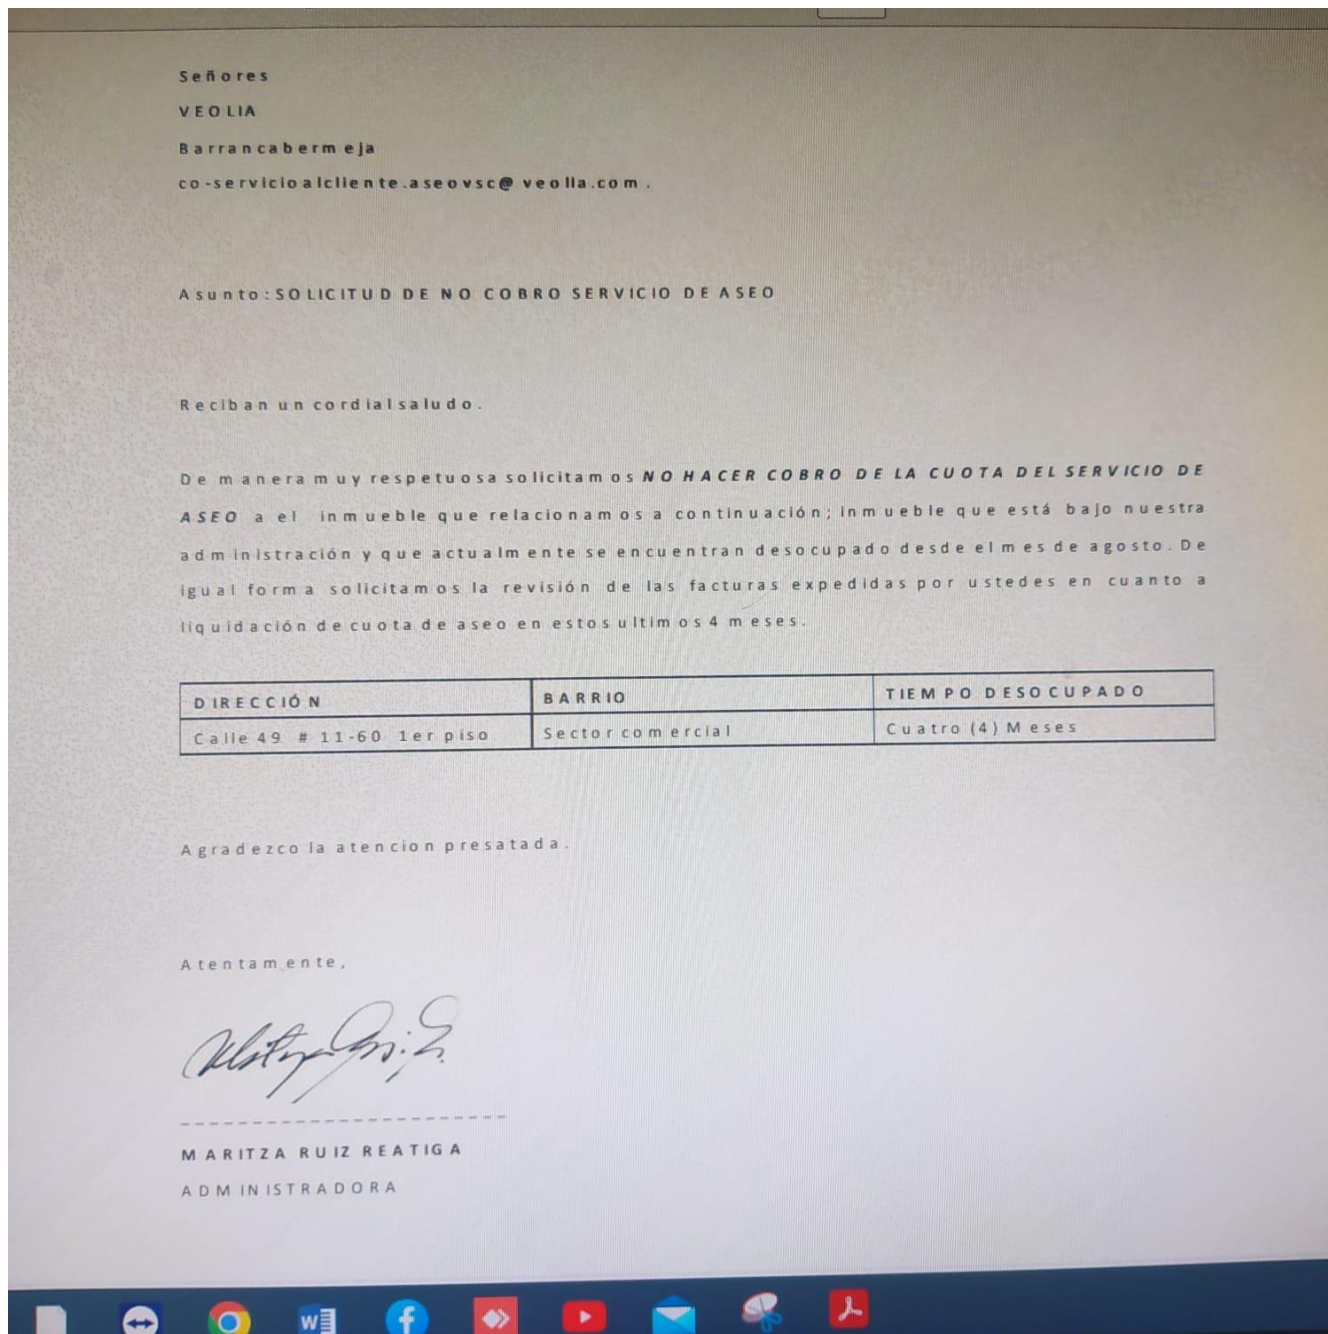 Señores
VEOLIA
Barrancabermeja
co-servicioalcliente.aseovsc@veolia.com.
Asunto: SOLICITUD DE NO COBRO SERVICIO DE ASEO
Reciban un cordial saludo.
De manera muy respetuosa solicitamos NO HACER COBRO DE LA CUOTA DEL SERVICIO DE
ASEO a el inmueble que relacionamos a continuación; inmueble que está bajo nuestra
administración y que actualmente se encuentran desocupado desde el mes de agosto. De
igual forma solicitamos la revisión de las facturas expedidas por ustedes en cuanto a
liquidación de cuota de aseo en estos ultimos 4 meses.
DIRECCIÓN BARRIO TIEMPO DESOCUPADO
Calle 49 # 11-60 1er piso Sector comercial Cuatro (4) Meses
Agradezco la atencion presatada.
Atentamente,
MARITZA RUIZ REATIGA
ADMINISTRADORA